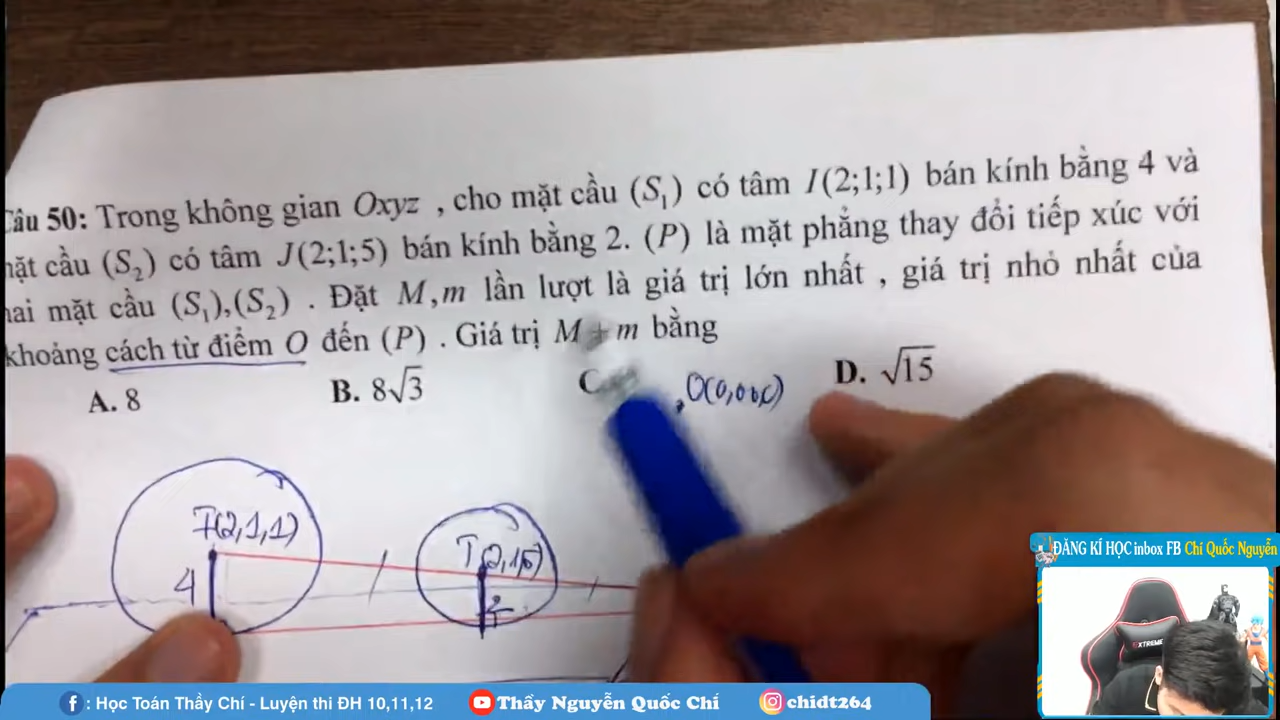 Câu 50: Trong không gian Oxyz , cho mặt cầu (S₁) có tâm I(2;1;1) bán kính bằng 4 và
mặt cầu (S₂) có tâm J(2;1;5) bán kính bằng 2. (P) là mặt phẳng thay đổi tiếp xúc với
hai mặt cầu (S₁),(S₂) . Đặt M,m lần lượt là giá trị lớn nhất , giá trị nhỏ nhất của
khoảng cách từ điểm O đến (P) . Giá trị M + m bằng
A. 8 B. 8√3 C. D. √15
I(2,1,1)
4
2
ĐĂNG KÍ HỌC inbox FB Chí Quốc Nguyễn
EXTREME
f : Học Toán Thầy Chí - Luyện thi ĐH 10,11,12 Thầy Nguyễn Quốc Chí chidt264